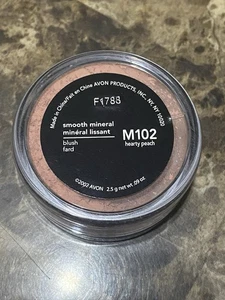 Made in China/Fait en Chine AVON PRODUCTS, INC. NY, NY 10020
F1788
smooth mineral
minéral lissant
M102
blush
fard
hearty peach
©2007 AVON 2.5 g net wt .09 oz.